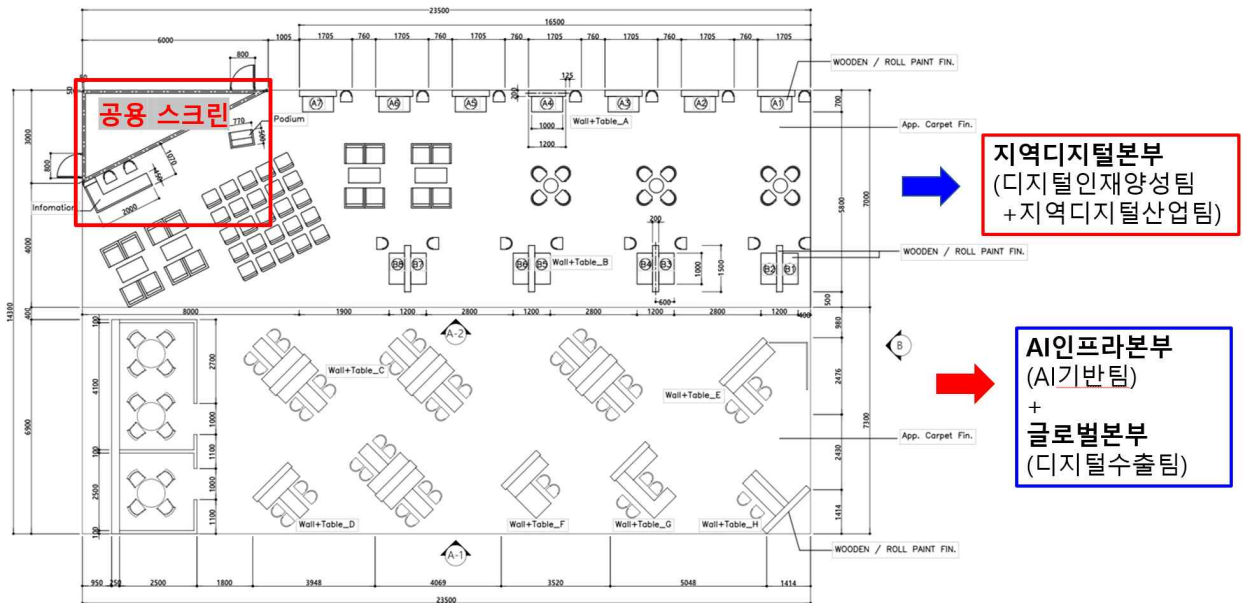 23500
16500
6000
1005
1705
760
1705
760
1705
760
1705
760
1705
760
1705
760
1705
800
50
50
125
200
공용 스크린
Podium
770
500
1070
450
2000
800
Infomation
A7
A6
A5
A4
A3
A2
A1
1000
1200
Wall+Table_A
WOODEN / ROLL PAINT FIN.
700
App. Carpet Fin.
3000
4000
400
14300
6900
5800
7000
200
B8
B7
B6
B5
Wall+Table_B
B4
B3
B2
B1
1000
1500
600
500
WOODEN / ROLL PAINT FIN.
지역디지털본부
(디지털인재양성팀
+지역디지털산업팀)
8000
1900
1200
2800
1200
2800
1200
2800
1200
400
A-2
B
100
2700
4100
1000
1100
100
1000
2500
1100
100
Wall+Table_C
Wall+Table_E
980
2476
7300
2430
1414
App. Carpet Fin.
AI인프라본부
(AI기반팀)
+
글로벌본부
(디지털수출팀)
Wall+Table_D
Wall+Table_F
Wall+Table_G
Wall+Table_H
WOODEN / ROLL PAINT FIN.
A-1
950
250
2500
1800
3948
4069
3520
5048
1414
23500